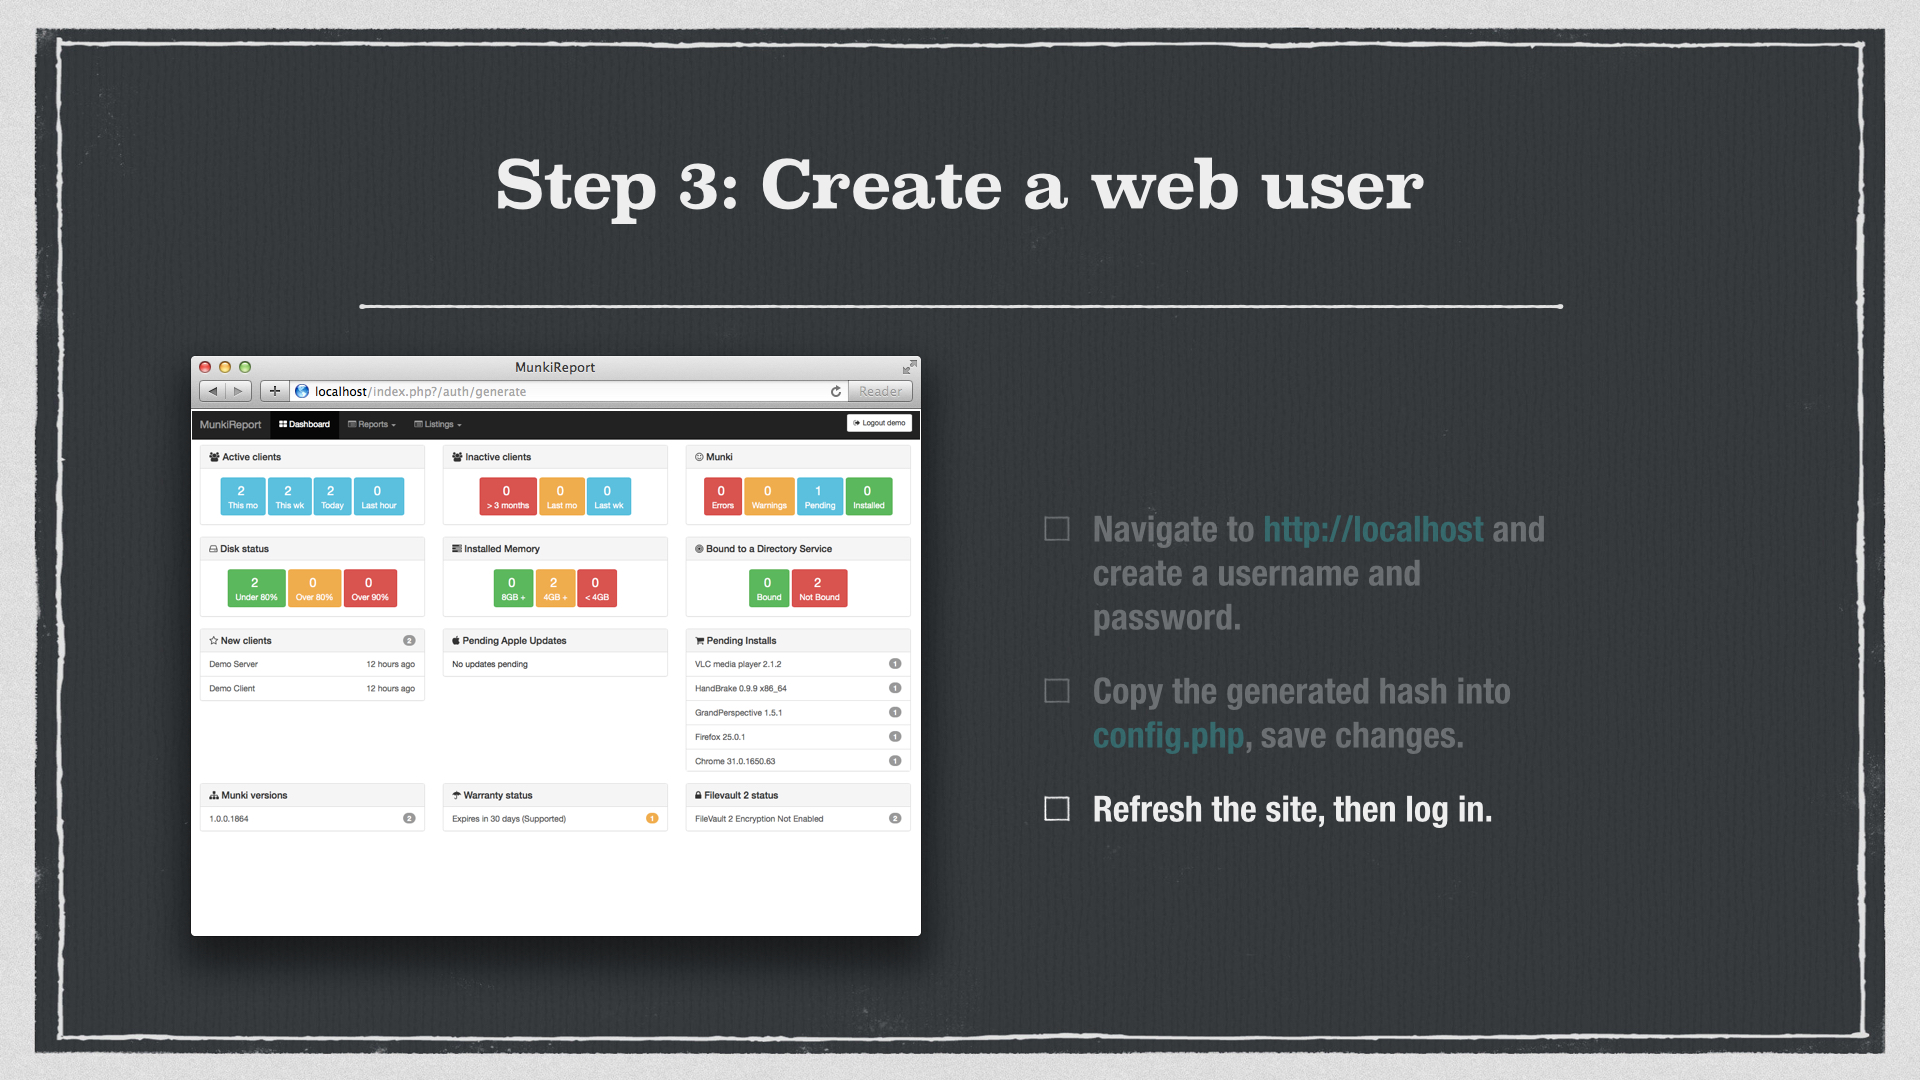 Step 3: Create a web user
MunkiReport
localhost/index.php?/auth/generate
Reader
MunkiReport Dashboard Reports Listings Logout demo
Active clients
2 2 2 0
This mo This wk Today Last hour
Inactive clients
0 0 0
> 3 months Last mo Last wk
Munki
0 0 1 0
Errors Warnings Pending Installed
Disk status
2 0 0
Under 80% Over 80% Over 90%
Installed Memory
0 2 0
8GB + 4GB + < 4GB
Bound to a Directory Service
0 2
Bound Not Bound
New clients 2
Demo Server 12 hours ago
Demo Client 12 hours ago
Pending Apple Updates
No updates pending
Pending Installs
VLC media player 2.1.2 1
HandBrake 0.9.9 x86_64 1
GrandPerspective 1.5.1 1
Firefox 25.0.1 1
Chrome 31.0.1650.63 1
Munki versions
1.0.0.1864 2
Warranty status
Expires in 30 days (Supported) 1
Filevault 2 status
FileVault 2 Encryption Not Enabled 2
Navigate to http://localhost and
create a username and
password.
Copy the generated hash into
config.php, save changes.
Refresh the site, then log in.